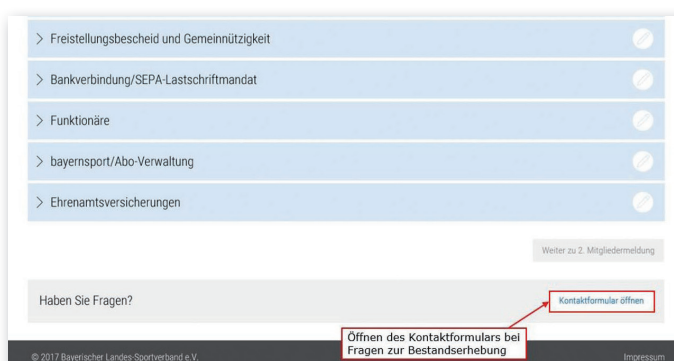 > Freistellungsbescheid und Gemeinnützigkeit
> Bankverbindung/SEPA-Lastschriftmandat
> Funktionäre
> bayernsport/Abo-Verwaltung
> Ehrenamtsversicherungen
Weiter zu 2. Mitgliedermeldung
Haben Sie Fragen?
Kontaktformular öffnen
Öffnen des Kontaktformulars bei
Fragen zur Bestandserhebung
© 2017 Bayerischer Landes-Sportverband e.V.
Impressum